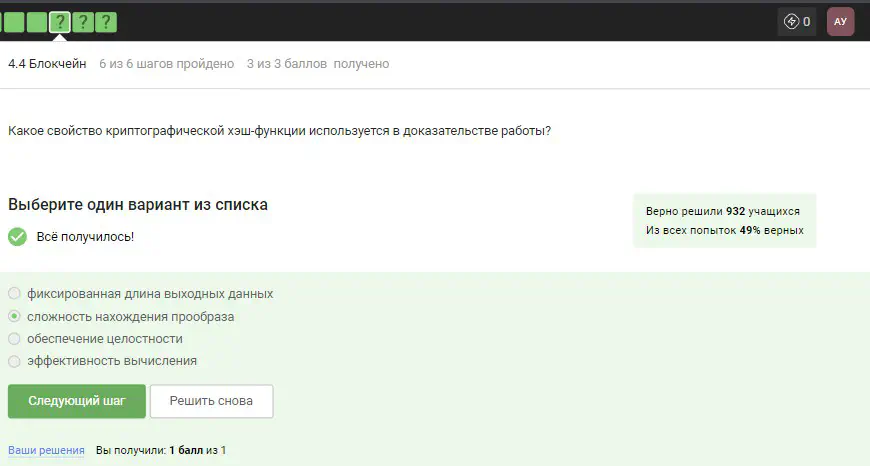 ? ? ?
0
АУ
4.4 Блокчейн 6 из 6 шагов пройдено 3 из 3 баллов получено
Какое свойство криптографической хэш-функции используется в доказательстве работы?
Выберите один вариант из списка
Всё получилось!
Верно решили 932 учащихся
Из всех попыток 49% верных
фиксированная длина выходных данных
сложность нахождения прообраза
обеспечение целостности
эффективность вычисления
Следующий шаг Решить снова
Ваши решения Вы получили: 1 балл из 1